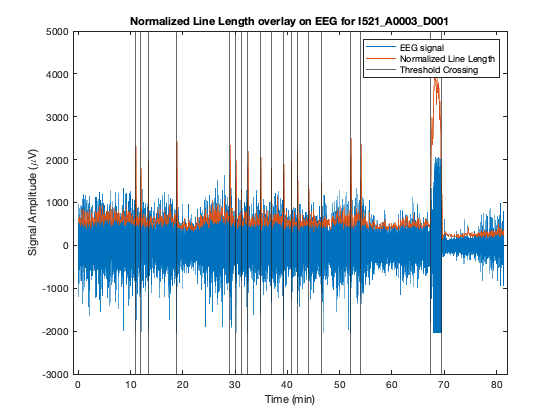 Normalized Line Length overlay on EEG for I521_A0003_D001
EEG signal
Normalized Line Length
Threshold Crossing
Signal Amplitude (μV)
5000
4000
3000
2000
1000
0
-1000
-2000
-3000
0 10 20 30 40 50 60 70 80
Time (min)